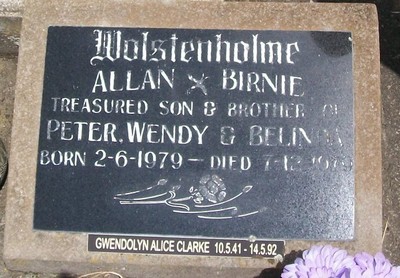 Wolstenholme
ALLAN BIRNIE
TREASURED SON & BROTHER OF
PETER, WENDY & BELINDA
BORN 2-6-1979 — DIED 7-12-1979
GWENDOLYN ALICE CLARKE 10.5.41 - 14.5.92